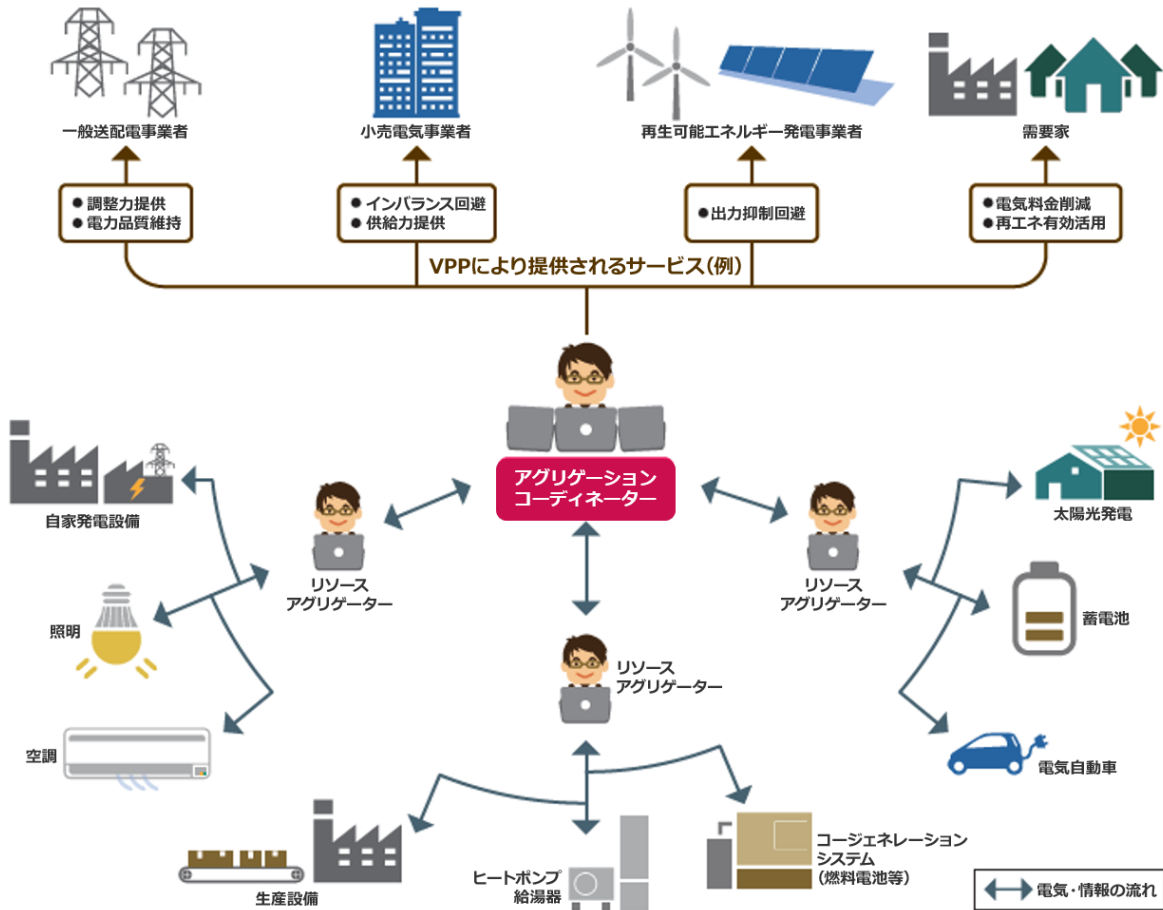 一般送配電事業者
小売電気事業者
再生可能エネルギー発電事業者
需要家
● 調整力提供
● 電力品質維持
● インバランス回避
● 供給力提供
● 出力抑制回避
● 電気料金削減
● 再エネ有効活用
VPPにより提供されるサービス(例)
アグリゲーション
コーディネーター
自家発電設備
リソース
アグリゲーター
リソース
アグリゲーター
太陽光発電
照明
蓄電池
リソース
アグリゲーター
空調
電気自動車
生産設備
ヒートポンプ
給湯器
コージェネレーション
システム
(燃料電池等)
電気・情報の流れ